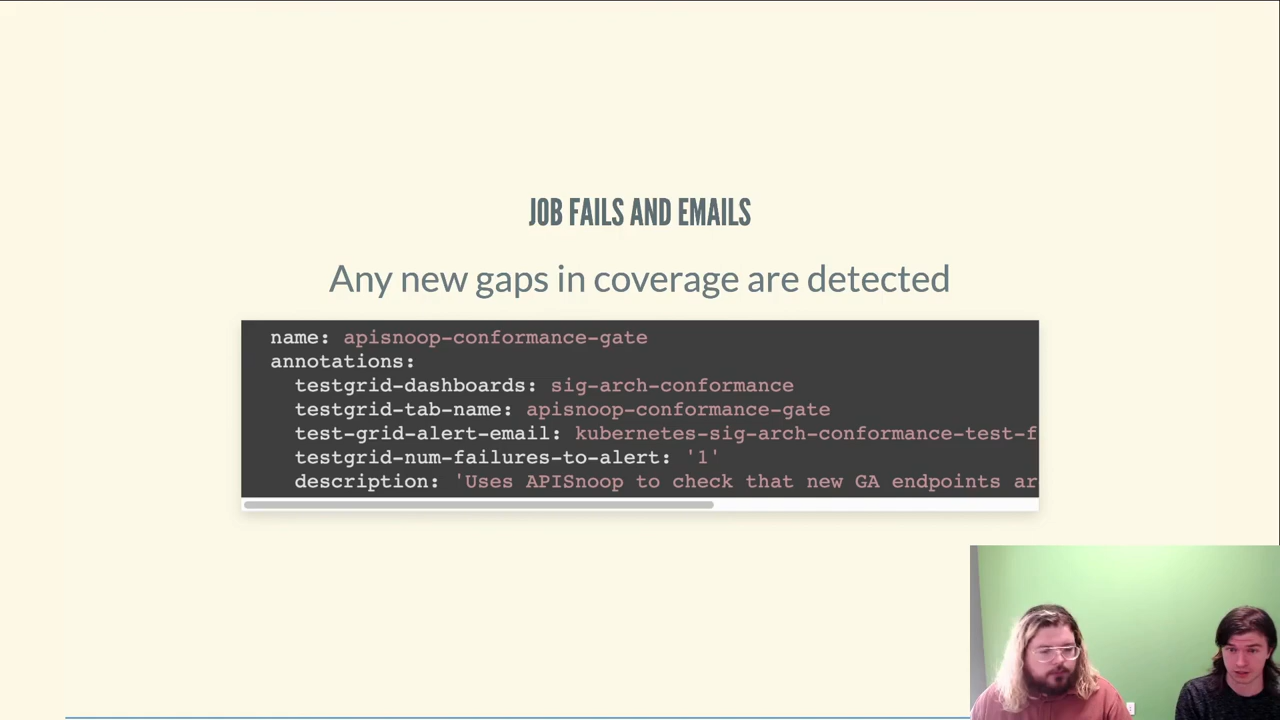 JOB FAILS AND EMAILS
Any new gaps in coverage are detected
name: apisnoop-conformance-gate
annotations:
testgrid-dashboards: sig-arch-conformance
testgrid-tab-name: apisnoop-conformance-gate
test-grid-alert-email: kubernetes-sig-arch-conformance-test-f
testgrid-num-failures-to-alert: '1'
description: 'Uses APISnoop to check that new GA endpoints ar